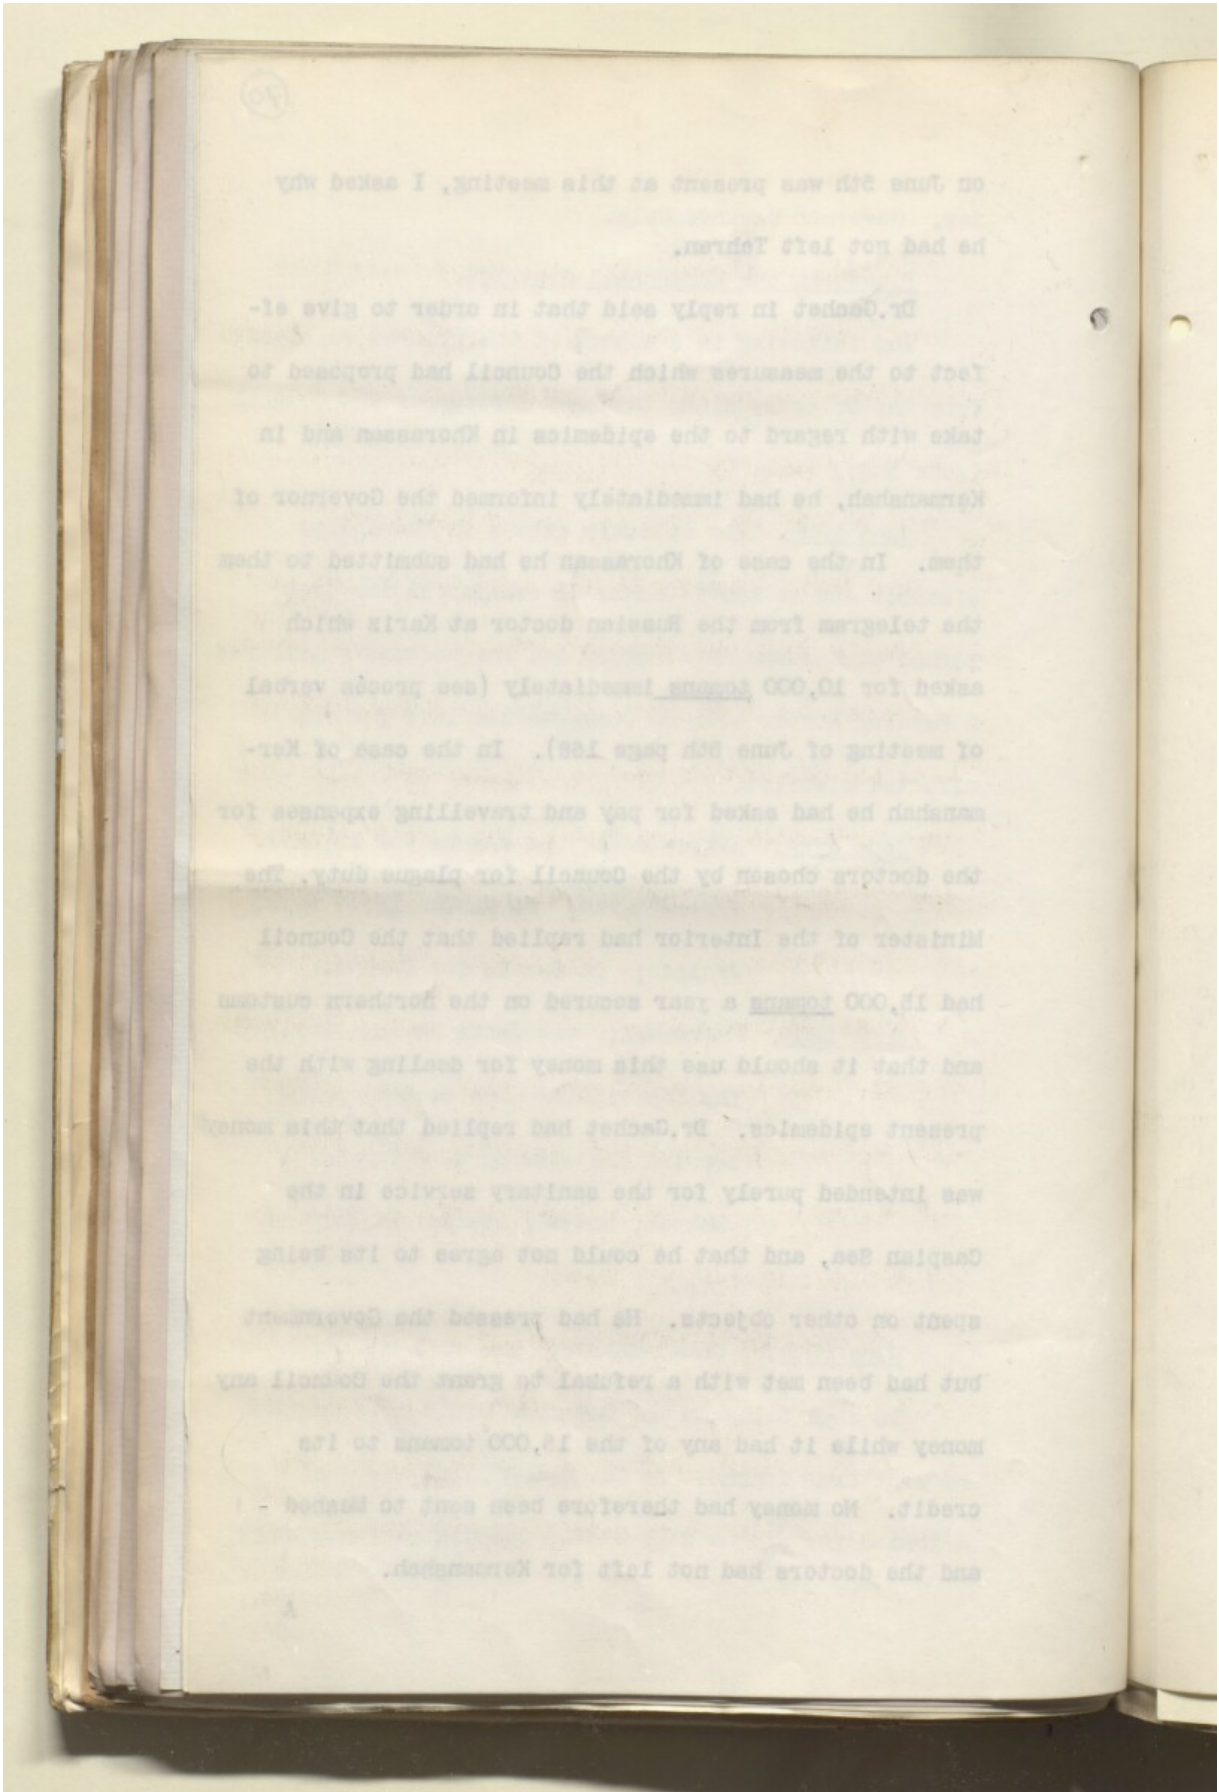 70
on June 5th was present at this meeting, I asked why
he had not left Tehran.
Dr.Gachet in reply said that in order to give ef-
fect to the measures which the Council had proposed to
take with regard to the epidemics in Khorassan and in
Kermanshah, he had immediately informed the Governor of
them. In the case of Khorassan he had submitted to them
the telegram from the Russian doctor at Kariz which
asked for 10,000 tomans immediately (see procès verbal
of meeting of June 5th page 168). In the case of Ker-
manshah he had asked for pay and travelling expenses for
the doctors chosen by the Council for plague duty. The
Minister of the Interior had replied that the Council
had 15,000 tomans a year secured on the Northern customs
and that it should use this money for dealing with the
present epidemics. Dr.Gachet had replied that this money
was intended purely for the sanitary service in the
Caspian Sea, and that he could not agree to its being
spent on other objects. He had pressed the Government
but had been met with a refusal to grant the Council any
money while it had any of the 15,000 tomans to its
credit. No money had therefore been sent to Meshed -
and the doctors had not left for Kermanshah.
A